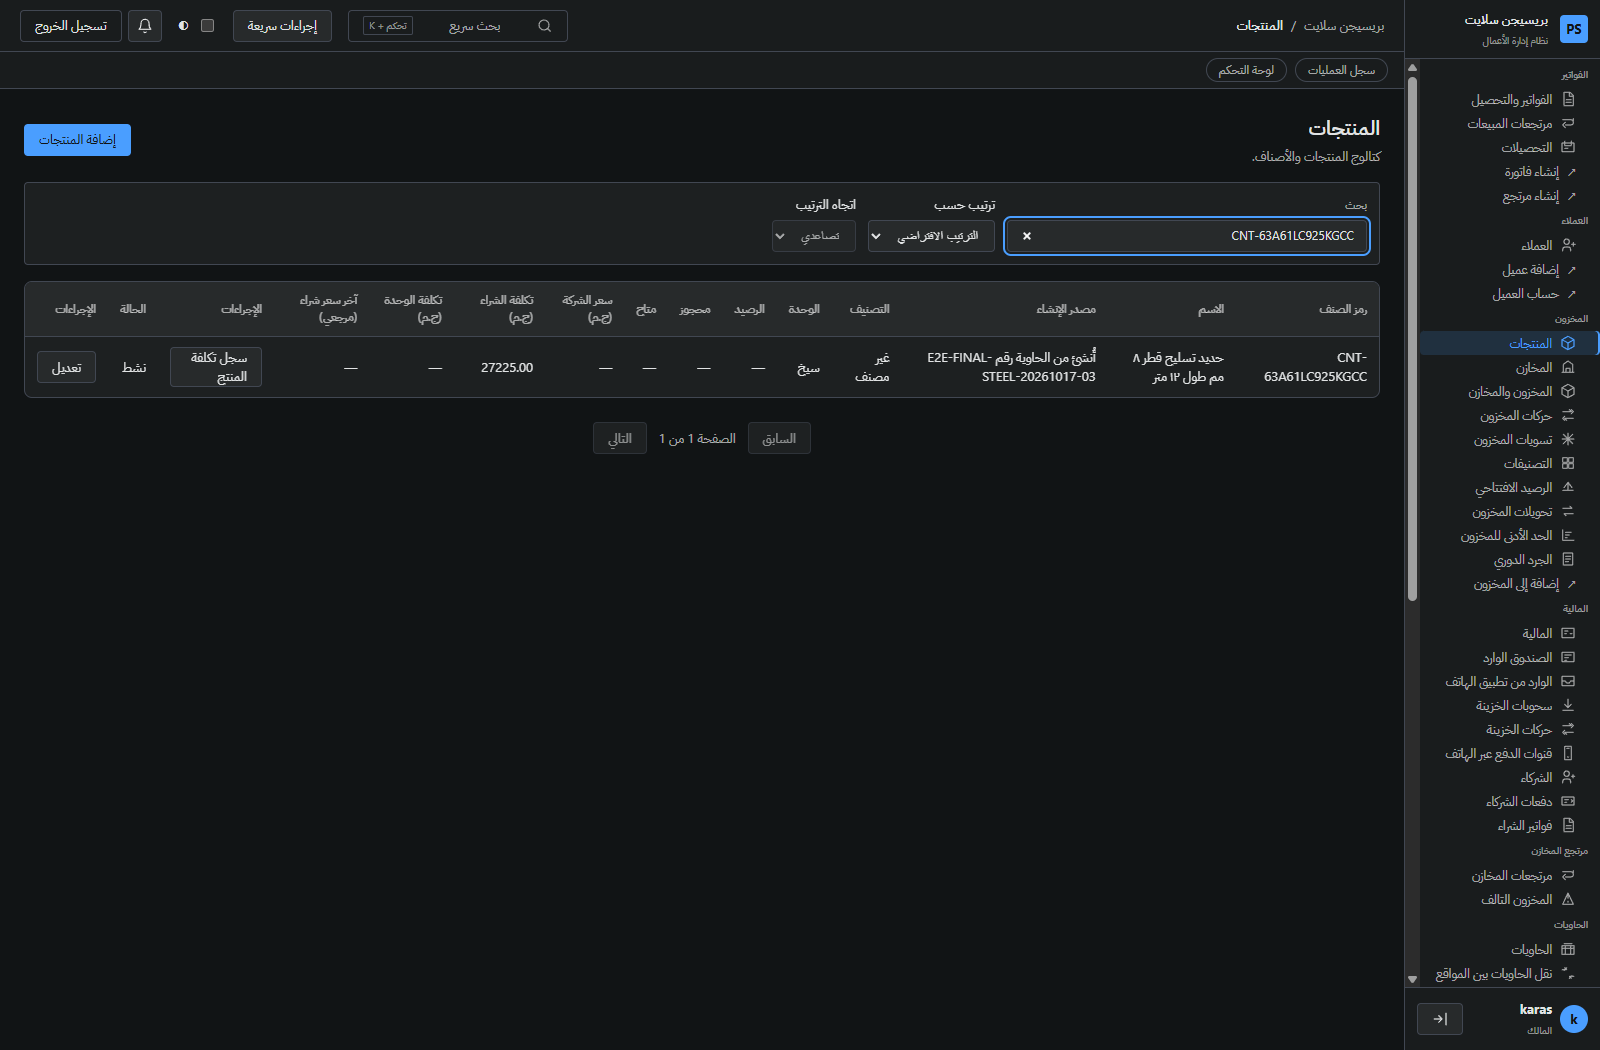 PS
بريسيجن سلايت
نظام إدارة الأعمال
بريسيجن سلايت / المنتجات
بحث سريع
تحكم + K
إجراءات سريعة
تسجيل الخروج
سجل العمليات
لوحة التحكم
الفواتير
الفواتير والتحصيل
مرتجعات المبيعات
التحصيلات
إنشاء فاتورة
إنشاء مرتجع
العملاء
العملاء
إضافة عميل
حساب العميل
المخزون
المنتجات
المخازن
المخزون والمخازن
حركات المخزون
تسويات المخزون
التصنيفات
الرصيد الافتتاحي
تحويلات المخزون
الحد الأدنى للمخزون
الجرد الدوري
إضافة إلى المخزون
المالية
المالية
الصندوق الوارد
الوارد من تطبيق الهاتف
سحوبات الخزينة
حركات الخزينة
قنوات الدفع عبر الهاتف
الشركاء
دفعات الشركاء
فواتير الشراء
مرتجع المخازن
مرتجعات المخازن
المخزون التالف
الحاويات
الحاويات
نقل الحاويات بين المواقع
k
karas
المالك
المنتجات
كتالوج المنتجات والأصناف.
إضافة المنتجات
بحث
CNT-63A61LC925KGCC
ترتيب حسب
الترتيب الافتراضي
اتجاه الترتيب
تصاعدي
رمز الصنف
الاسم
مصدر الإنشاء
التصنيف
الوحدة
الرصيد
محجوز
متاح
سعر الشركة (ج.م)
تكلفة الشراء (ج.م)
تكلفة الوحدة (ج.م)
آخر سعر شراء (مرجعي)
الإجراءات
الحالة
الإجراءات
CNT-
63A61LC925KGCC
حديد تسليح قطر ٨
مم طول ١٢ متر
أُنشئ من الحاوية رقم E2E-FINAL-
STEEL-20261017-03
غير
مصنف
سيخ
—
—
—
—
27225.00
—
—
سجل تكلفة
المنتج
نشط
تعديل
السابق
الصفحة 1 من 1
التالي